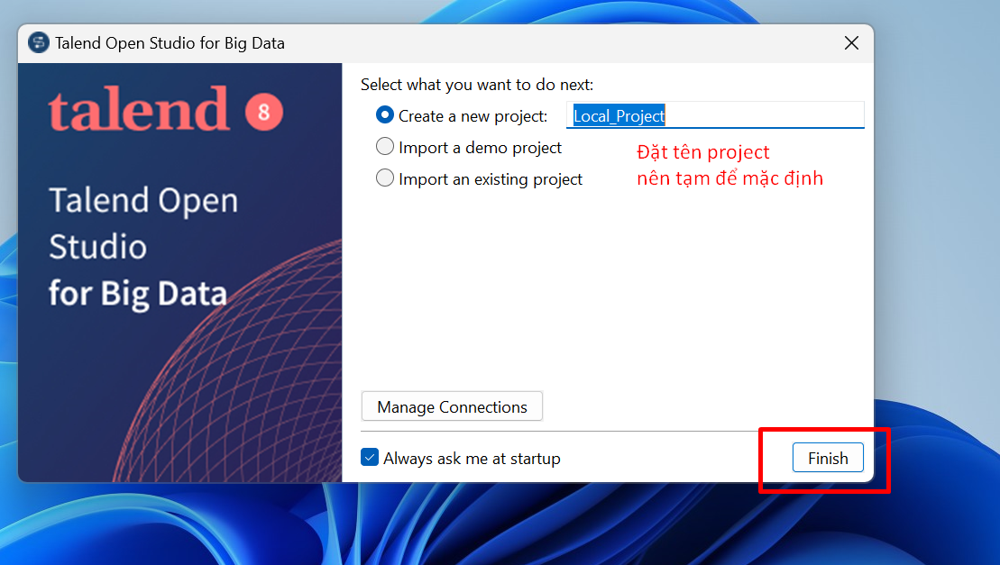 Talend Open Studio for Big Data
talend 8
Talend Open
Studio
for Big Data
Select what you want to do next:
Create a new project: Local_Project
Import a demo project
Import an existing project
Đặt tên project
nên tạm để mặc định
Manage Connections
Always ask me at startup
Finish